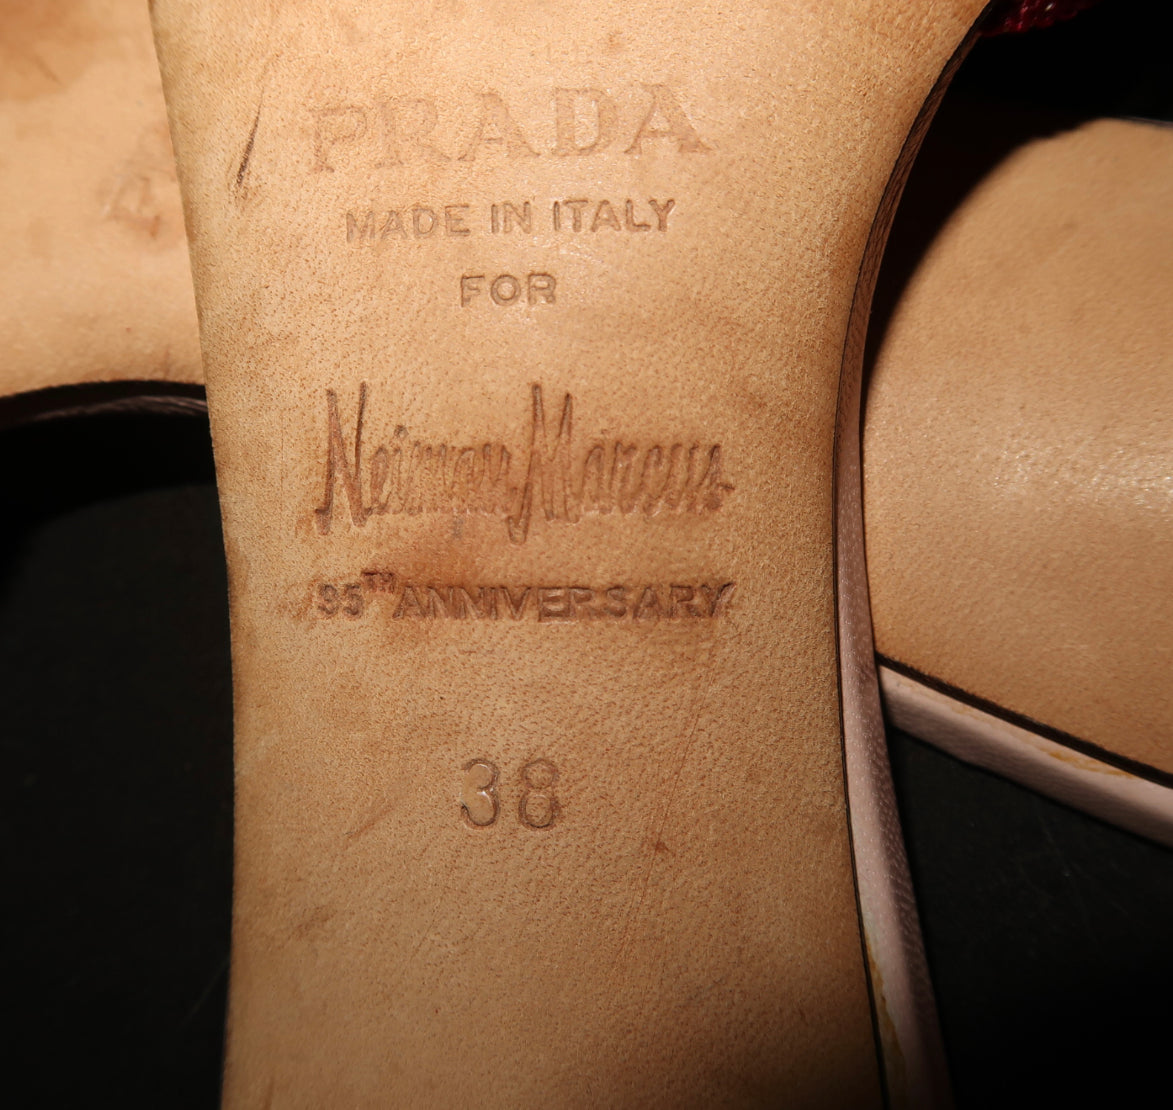 PRADA
MADE IN ITALY
FOR
Neiman Marcus
95TH ANNIVERSARY
38